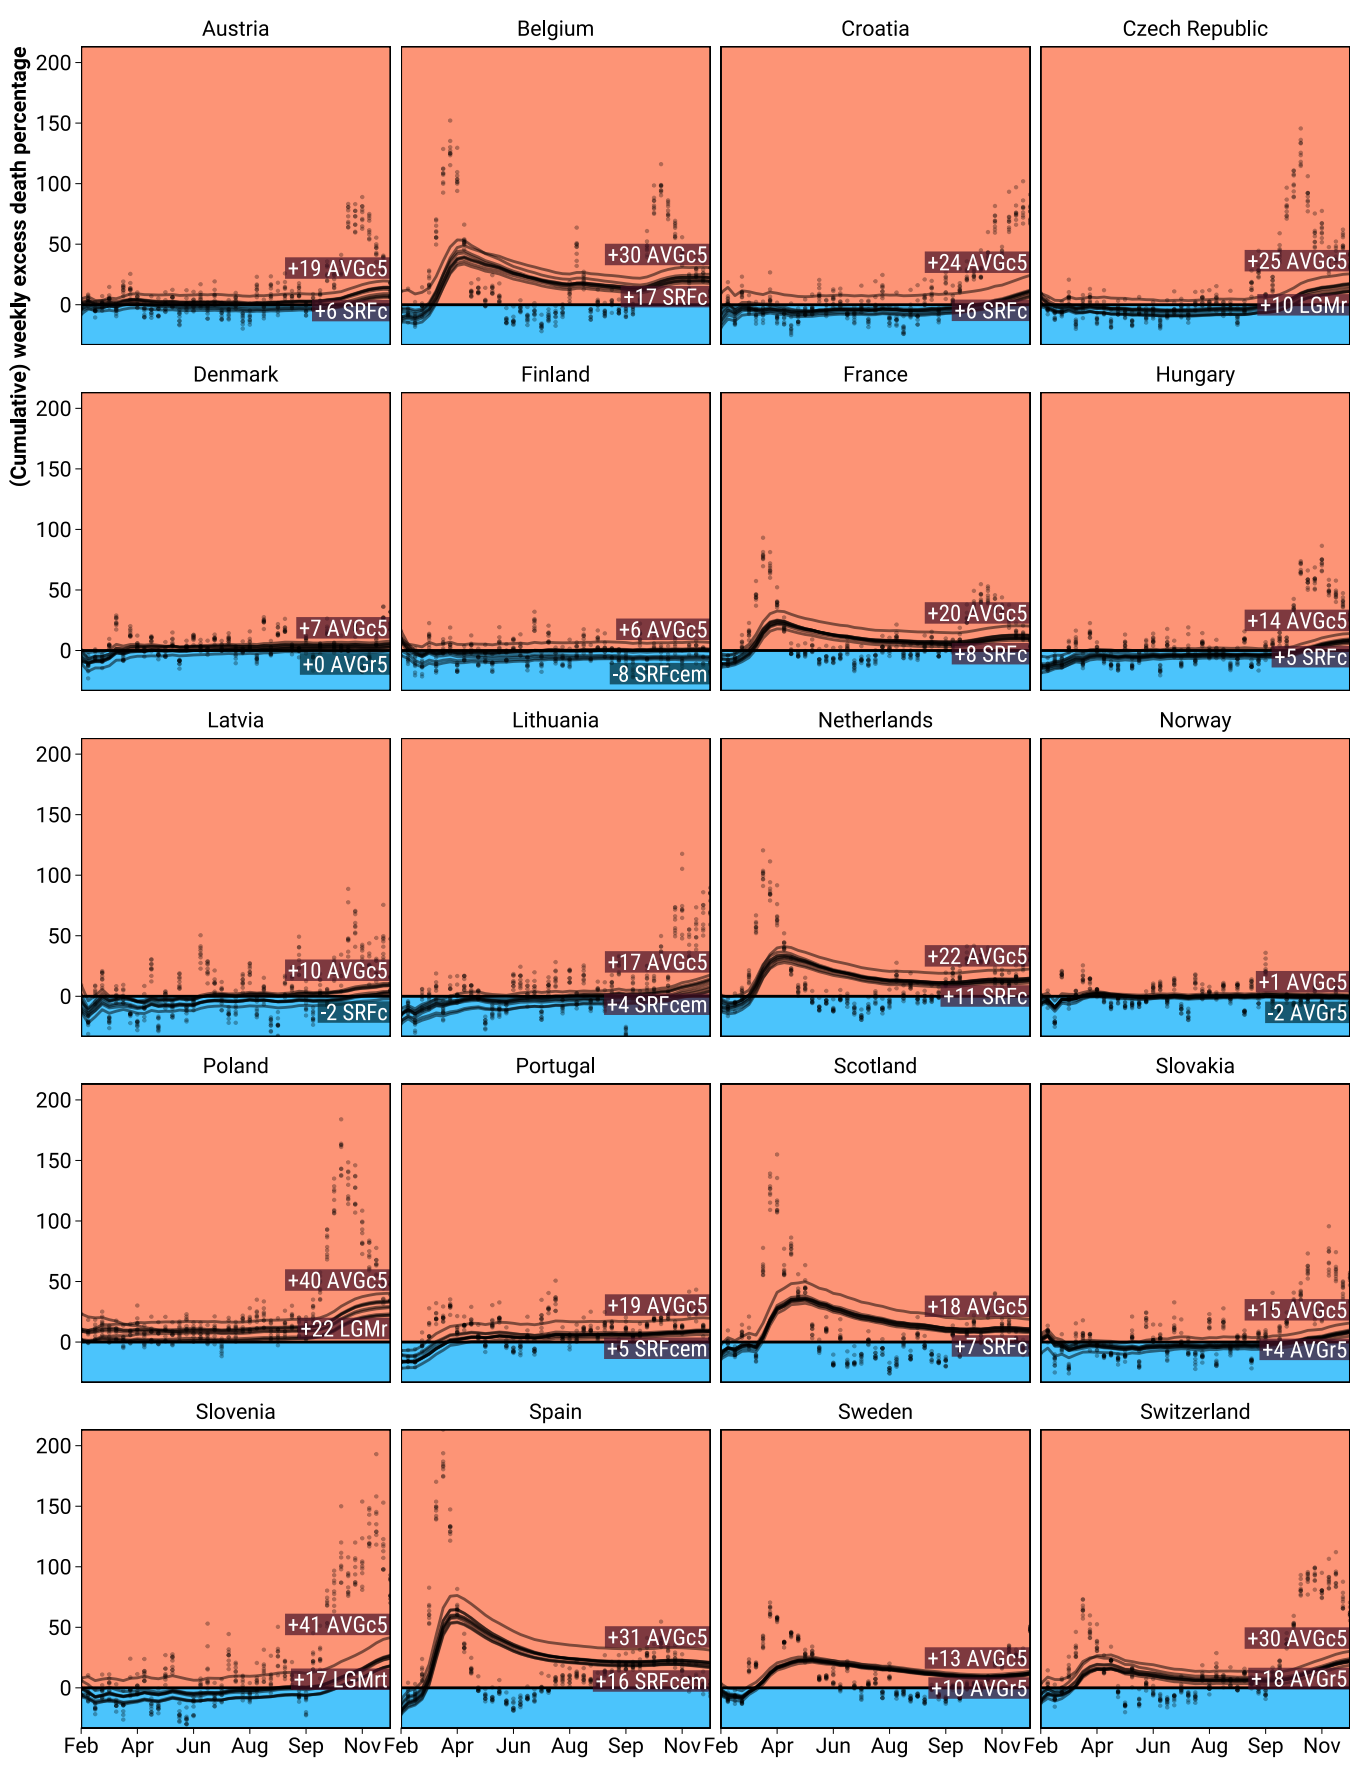 (Cumulative) weekly excess death percentage
Austria
Belgium
Croatia
Czech Republic
200
150
100
50
0
+19 AVGc5
+6 SRFc
+30 AVGc5
+17 SRFc
+24 AVGc5
+6 SRFc
+25 AVGc5
+10 LGMr
Denmark
Finland
France
Hungary
200
150
100
50
0
+7 AVGc5
+0 AVGr5
+6 AVGc5
-8 SRFcem
+20 AVGc5
+8 SRFc
+14 AVGc5
+5 SRFc
Latvia
Lithuania
Netherlands
Norway
200
150
100
50
0
+10 AVGc5
-2 SRFc
+17 AVGc5
+4 SRFcem
+22 AVGc5
+11 SRFc
+1 AVGc5
-2 AVGr5
Poland
Portugal
Scotland
Slovakia
200
150
100
50
0
+40 AVGc5
+22 LGMr
+19 AVGc5
+5 SRFcem
+18 AVGc5
+7 SRFc
+15 AVGc5
+4 AVGr5
Slovenia
Spain
Sweden
Switzerland
200
150
100
50
0
+41 AVGc5
+17 LGMrt
+31 AVGc5
+16 SRFcem
+13 AVGc5
+10 AVGr5
+30 AVGc5
+18 AVGr5
Feb Apr Jun Aug Sep Nov
Feb Apr Jun Aug Sep Nov
Feb Apr Jun Aug Sep Nov
Feb Apr Jun Aug Sep Nov